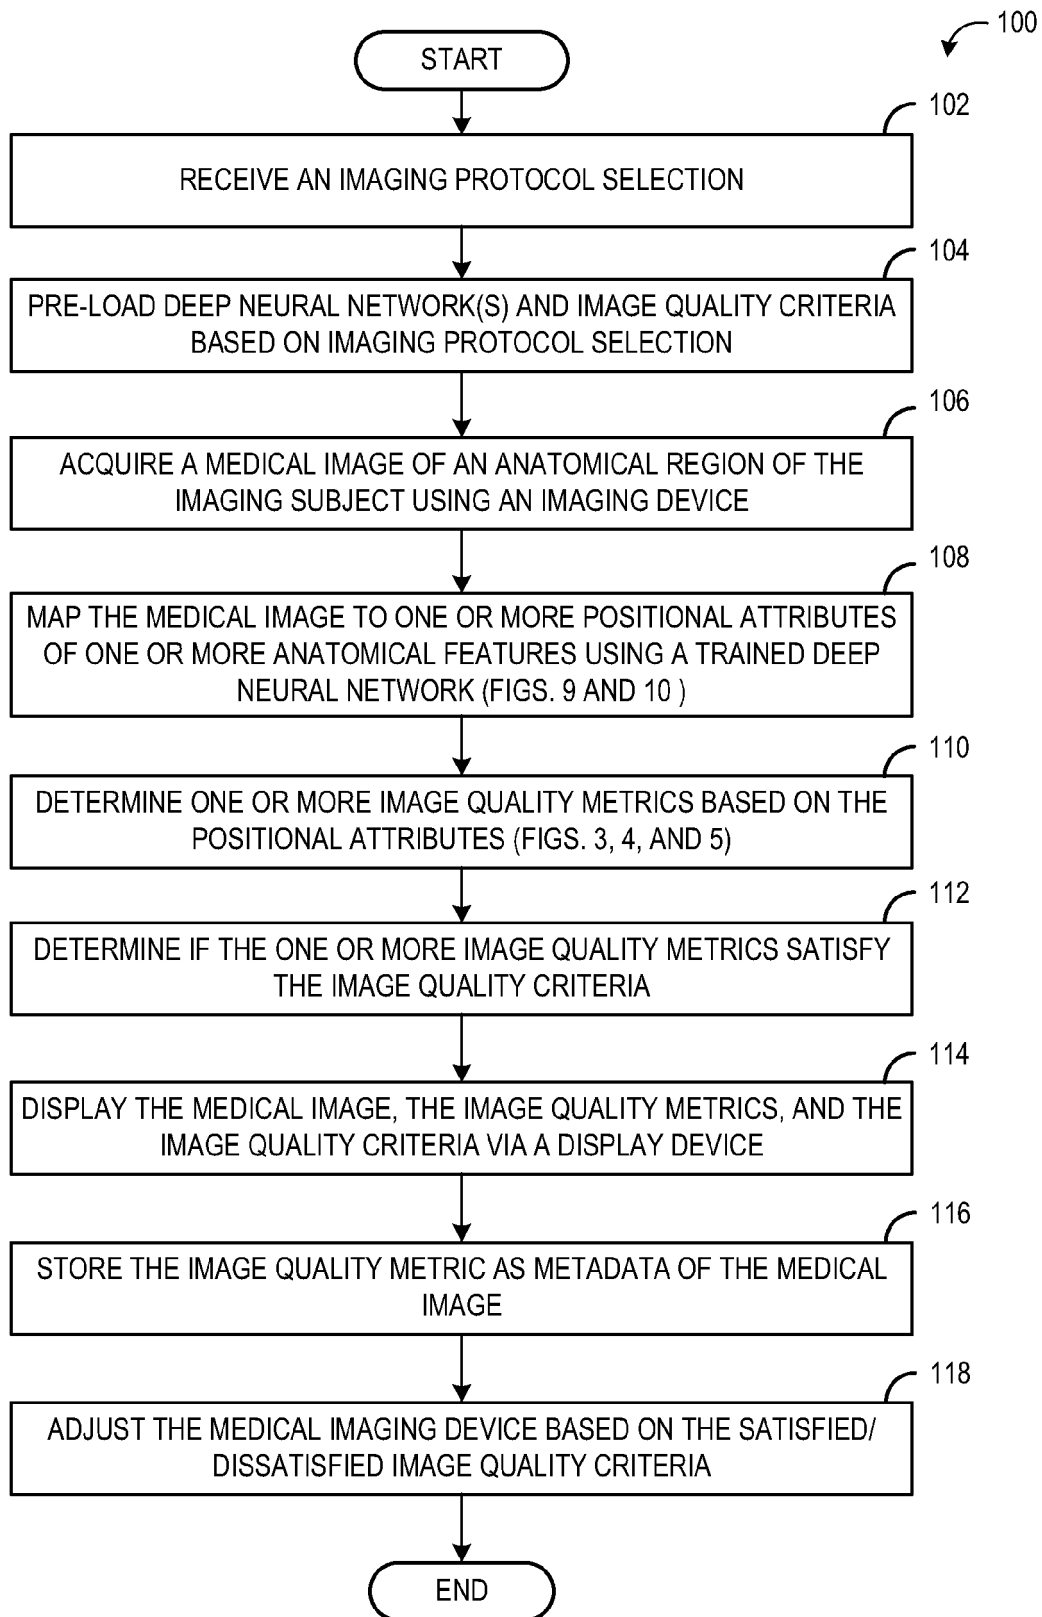 100
START
102
RECEIVE AN IMAGING PROTOCOL SELECTION
104
PRE-LOAD DEEP NEURAL NETWORK(S) AND IMAGE QUALITY CRITERIA
BASED ON IMAGING PROTOCOL SELECTION
106
ACQUIRE A MEDICAL IMAGE OF AN ANATOMICAL REGION OF THE
IMAGING SUBJECT USING AN IMAGING DEVICE
108
MAP THE MEDICAL IMAGE TO ONE OR MORE POSITIONAL ATTRIBUTES
OF ONE OR MORE ANATOMICAL FEATURES USING A TRAINED DEEP
NEURAL NETWORK (FIGS. 9 AND 10 )
110
DETERMINE ONE OR MORE IMAGE QUALITY METRICS BASED ON THE
POSITIONAL ATTRIBUTES (FIGS. 3, 4, AND 5)
112
DETERMINE IF THE ONE OR MORE IMAGE QUALITY METRICS SATISFY
THE IMAGE QUALITY CRITERIA
114
DISPLAY THE MEDICAL IMAGE, THE IMAGE QUALITY METRICS, AND THE
IMAGE QUALITY CRITERIA VIA A DISPLAY DEVICE
116
STORE THE IMAGE QUALITY METRIC AS METADATA OF THE MEDICAL
IMAGE
118
ADJUST THE MEDICAL IMAGING DEVICE BASED ON THE SATISFIED/
DISSATISFIED IMAGE QUALITY CRITERIA
END